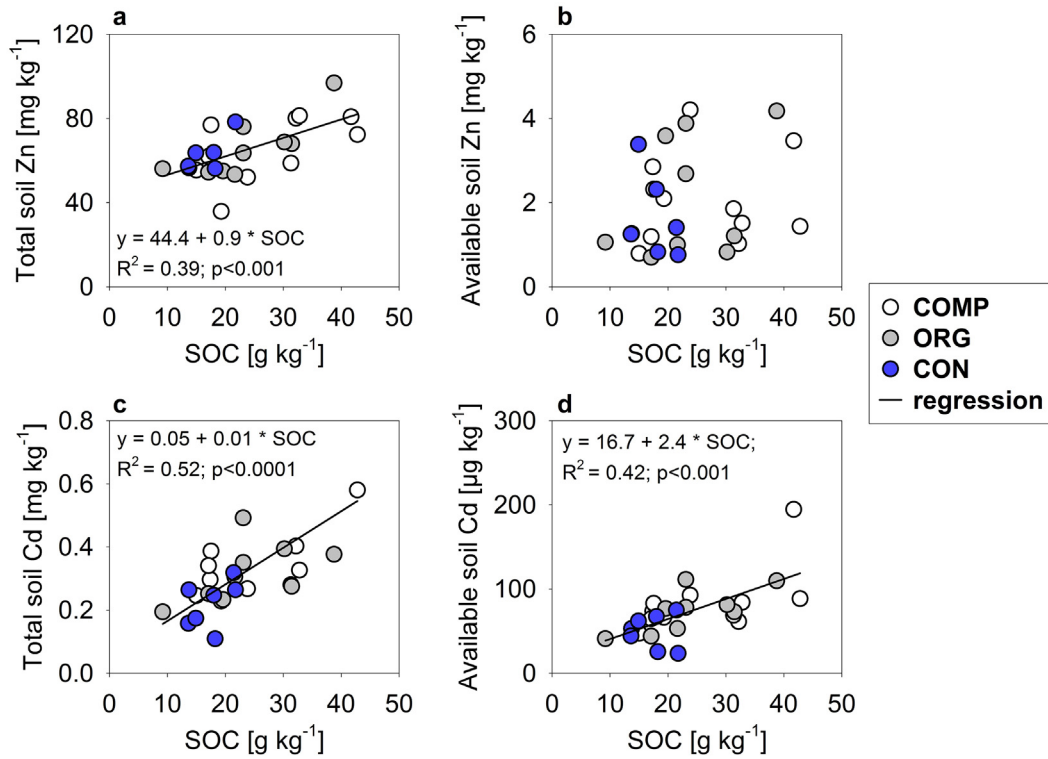 a
Total soil Zn [mg kg⁻¹]
120
80
40
0
y = 44.4 + 0.9 * SOC
R² = 0.39; p<0.001
0 10 20 30 40 50
SOC [g kg⁻¹]
b
Available soil Zn [mg kg⁻¹]
6
4
2
0
0 10 20 30 40 50
SOC [g kg⁻¹]
COMP
ORG
CON
regression
c
Total soil Cd [mg kg⁻¹]
0.8
0.6
0.4
0.2
0.0
y = 0.05 + 0.01 * SOC
R² = 0.52; p<0.0001
0 10 20 30 40 50
SOC [g kg⁻¹]
d
Available soil Cd [µg kg⁻¹]
300
200
100
0
y = 16.7 + 2.4 * SOC;
R² = 0.42; p<0.001
0 10 20 30 40 50
SOC [g kg⁻¹]